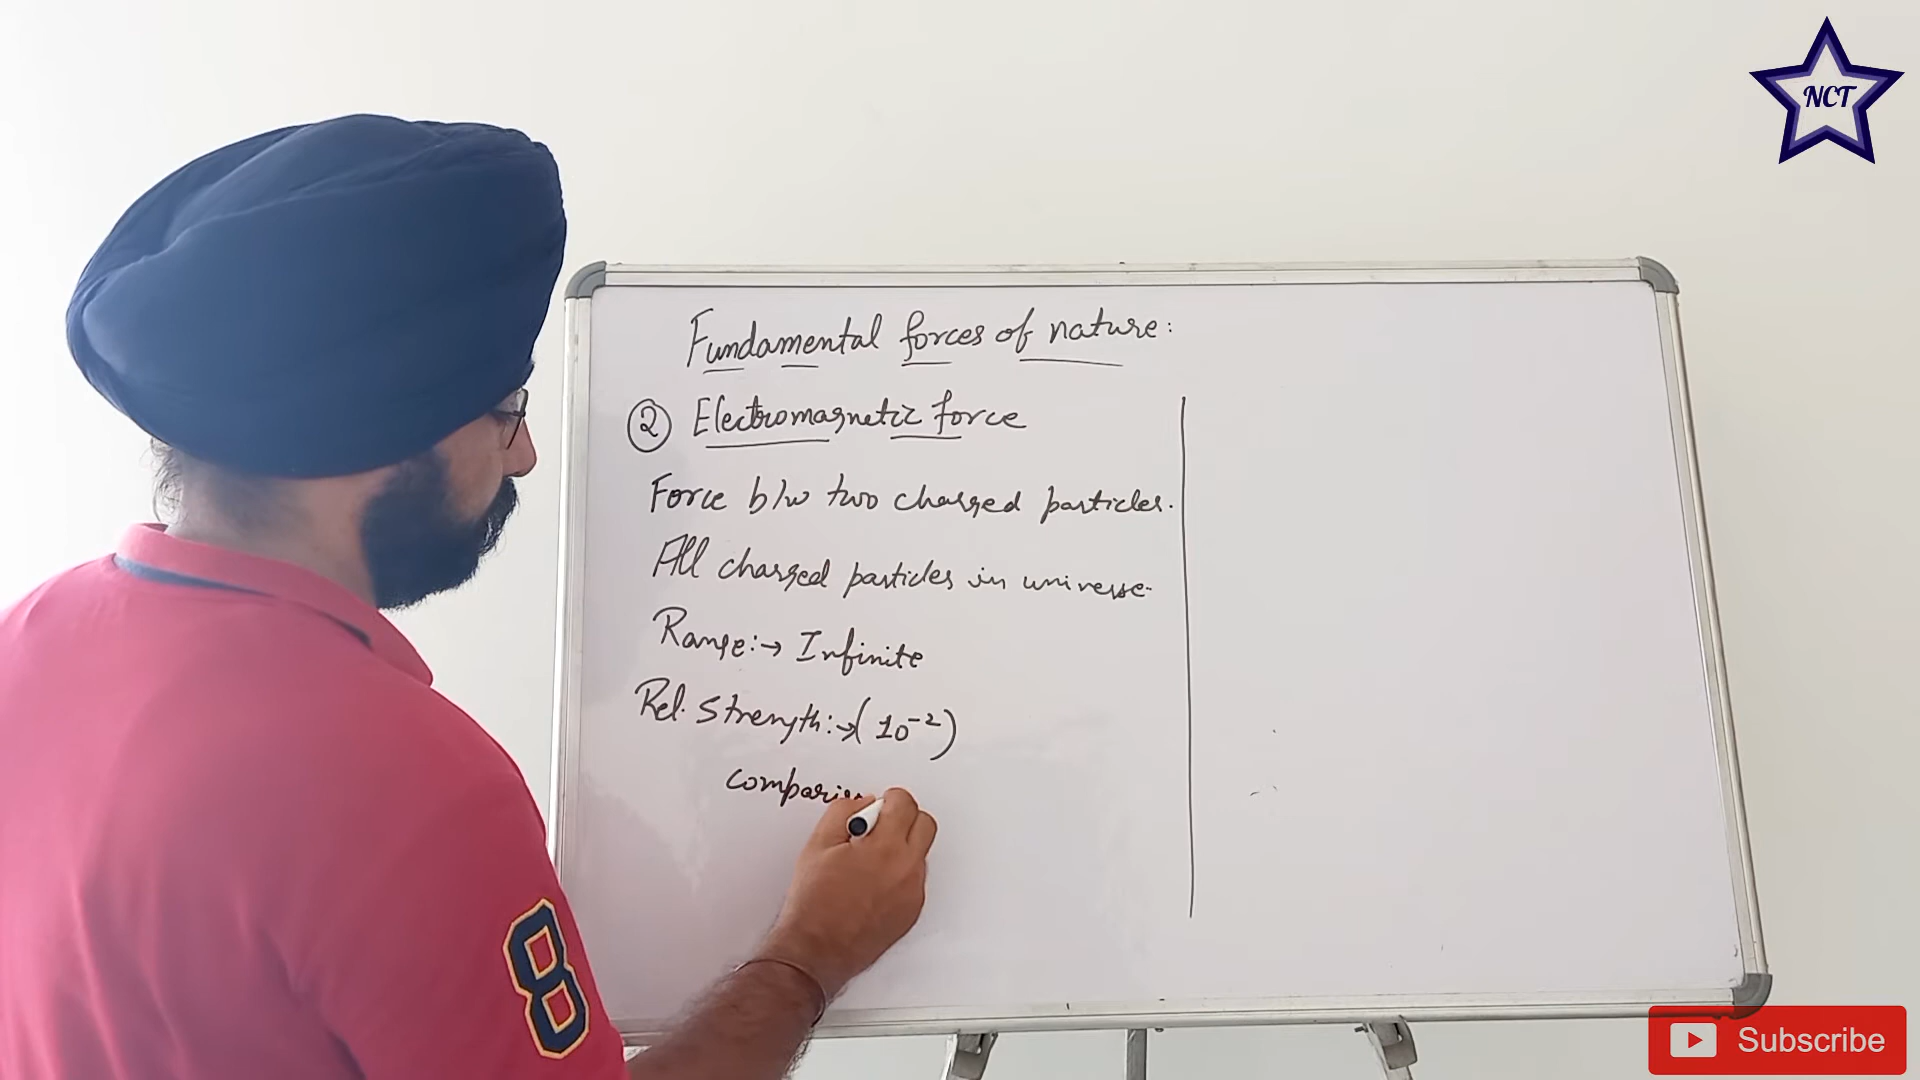 NCT
Fundamental forces of nature:
② Electromagnetic force
Force b/w two charged particles.
All charged particles in universe.
Range:→ Infinite
Rel. Strength:→(10⁻²)
8
Subscribe